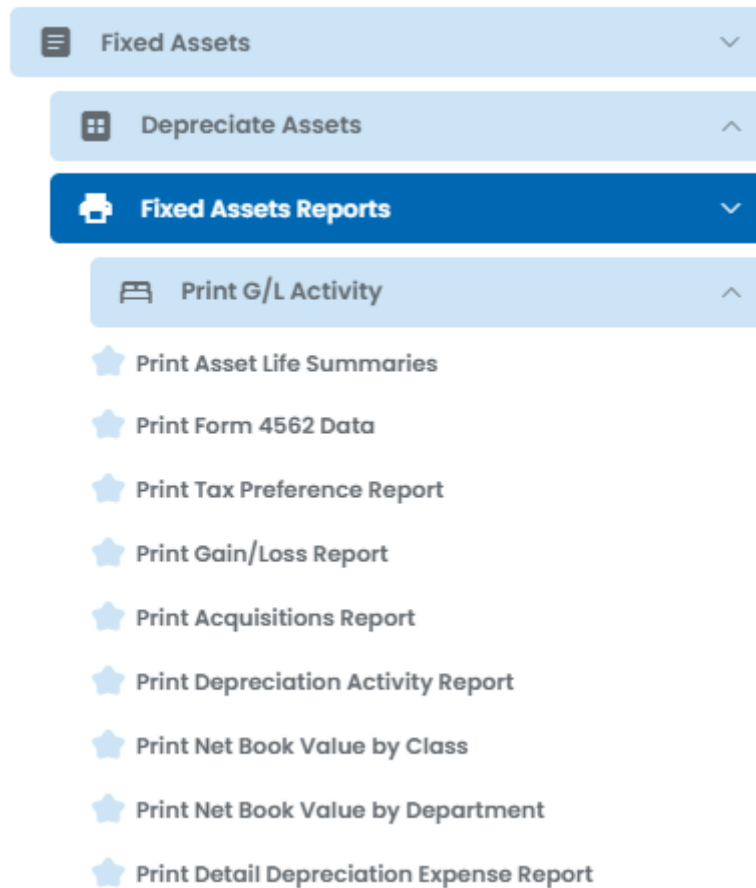 Fixed Assets
Depreciate Assets
Fixed Assets Reports
Print G/L Activity
Print Asset Life Summaries
Print Form 4562 Data
Print Tax Preference Report
Print Gain/Loss Report
Print Acquisitions Report
Print Depreciation Activity Report
Print Net Book Value by Class
Print Net Book Value by Department
Print Detail Depreciation Expense Report